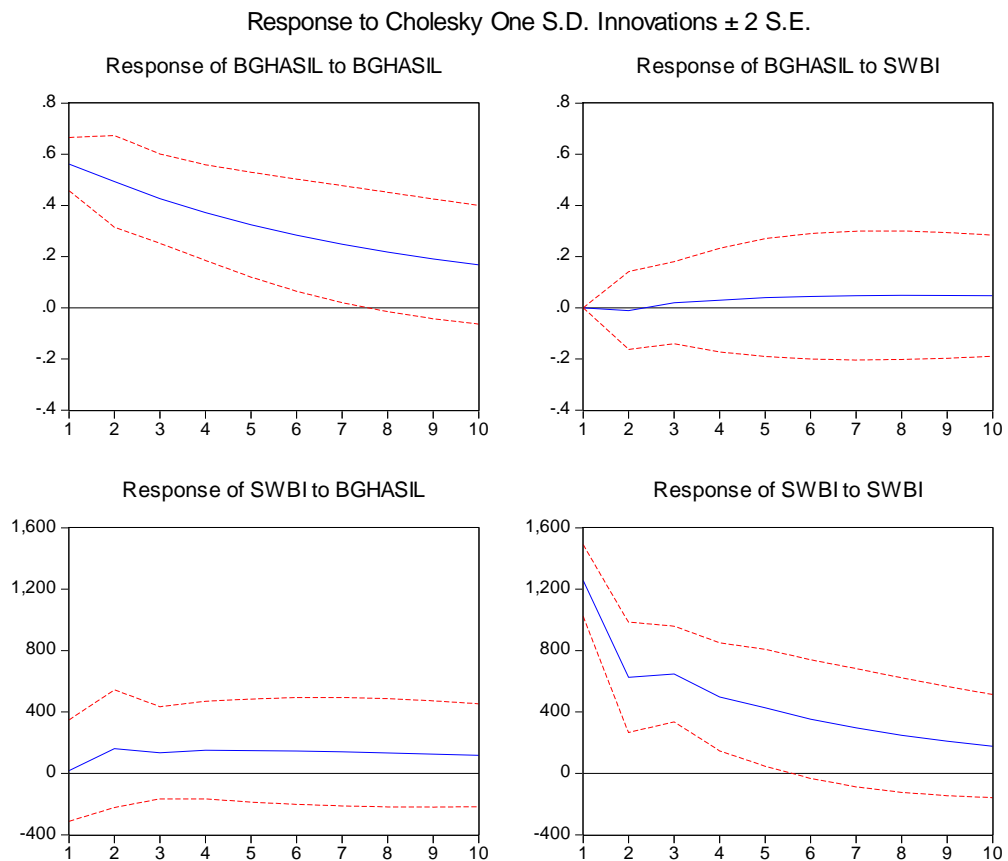 Response to Cholesky One S.D. Innovations ± 2 S.E.
Response of BGHASIL to BGHASIL
.8
.6
.4
.2
.0
-.2
-.4
1 2 3 4 5 6 7 8 9 10
Response of BGHASIL to SWBI
.8
.6
.4
.2
.0
-.2
-.4
1 2 3 4 5 6 7 8 9 10
Response of SWBI to BGHASIL
1,600
1,200
800
400
0
-400
1 2 3 4 5 6 7 8 9 10
Response of SWBI to SWBI
1,600
1,200
800
400
0
-400
1 2 3 4 5 6 7 8 9 10